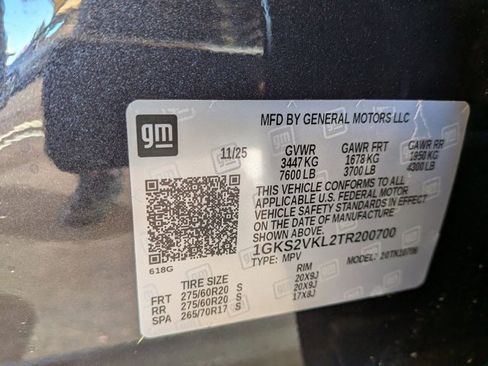 gm
MFD BY GENERAL MOTORS LLC
11/25
GVWR GAWR FRT GAWR RR
3447 KG 1678 KG 1950 KG
7600 LB 3700 LB 4300 LB
THIS VEHICLE CONFORMS TO ALL
APPLICABLE U.S. FEDERAL MOTOR
VEHICLE SAFETY STANDARDS IN EFFECT
ON THE DATE OF MANUFACTURE
SHOWN ABOVE.
1GKS2VKL2TR200700
TYPE: MPV MODEL:
618G
TIRE SIZE RIM
FRT 275/60R20 S 20X9J
RR 275/60R20 S 20X9J
SPA 265/70R17 S 17X8J